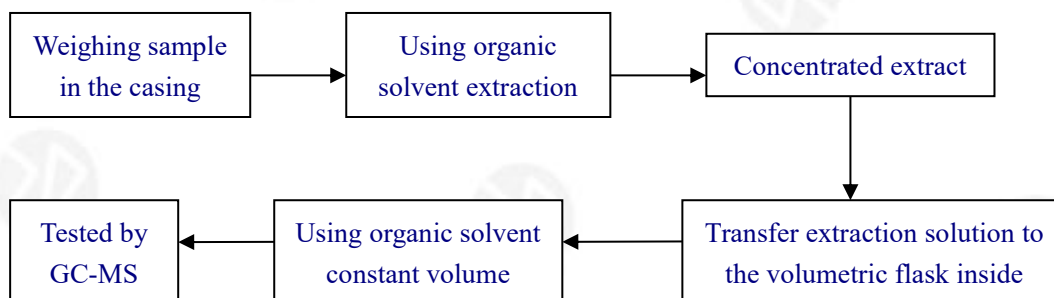 Weighing sample
in the casing
Using organic
solvent extraction
Concentrated extract
Transfer extraction solution to
the volumetric flask inside
Using organic solvent
constant volume
Tested by
GC-MS